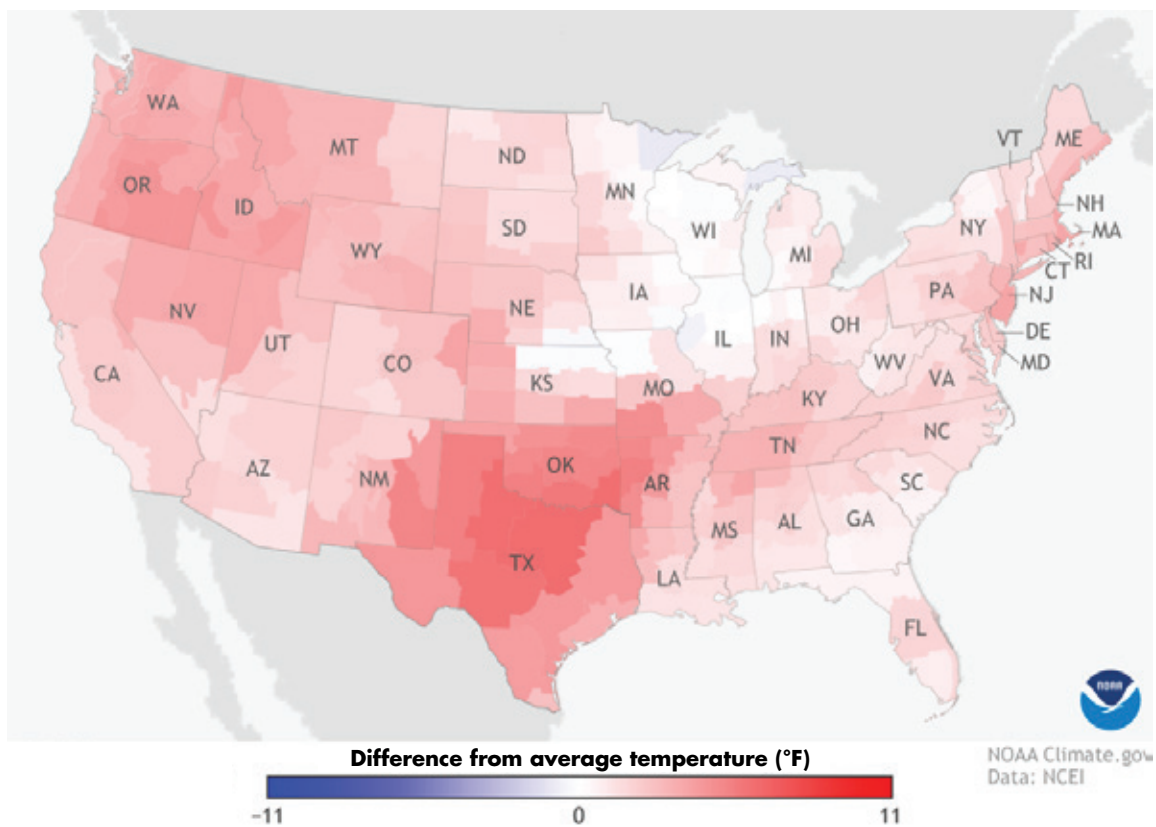 WA
MT
ND
MN
VT
ME
OR
ID
SD
WI
NY
NH
WY
MI
MA
IA
PA
CT
RI
NV
NE
NJ
UT
CO
IL
IN
OH
WV
DE
MD
CA
KS
MO
KY
VA
AZ
NM
OK
AR
TN
NC
SC
TX
MS
AL
GA
LA
FL
NOAA
NOAA Climate.gov
Data: NCEI
Difference from average temperature (°F)
-11
0
11